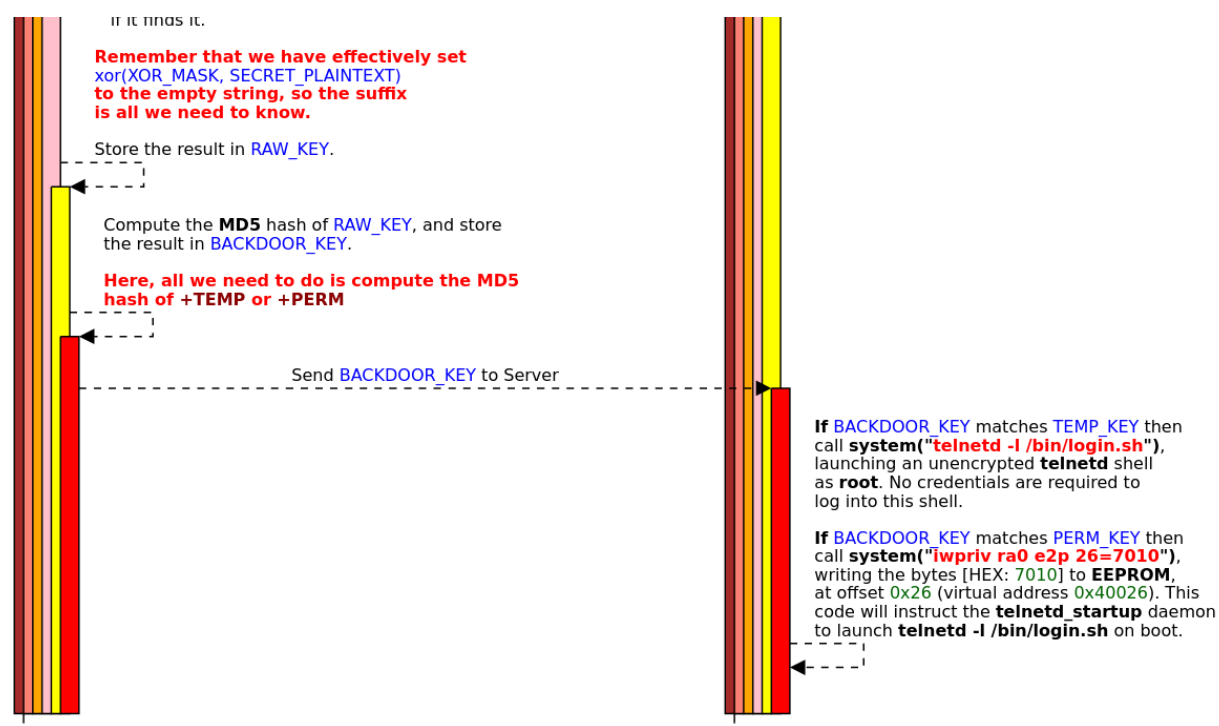 if it finds it.
Remember that we have effectively set
xor(XOR_MASK, SECRET_PLAINTEXT)
to the empty string, so the suffix
is all we need to know.
Store the result in RAW_KEY.
Compute the MD5 hash of RAW_KEY, and store
the result in BACKDOOR_KEY.
Here, all we need to do is compute the MD5
hash of +TEMP or +PERM
Send BACKDOOR_KEY to Server
If BACKDOOR_KEY matches TEMP_KEY then
call system("telnetd -l /bin/login.sh"),
launching an unencrypted telnetd shell
as root. No credentials are required to
log into this shell.
If BACKDOOR_KEY matches PERM_KEY then
call system("iwpriv ra0 e2p 26=7010"),
writing the bytes [HEX: 7010] to EEPROM,
at offset 0x26 (virtual address 0x40026). This
code will instruct the telnetd_startup daemon
to launch telnetd -l /bin/login.sh on boot.